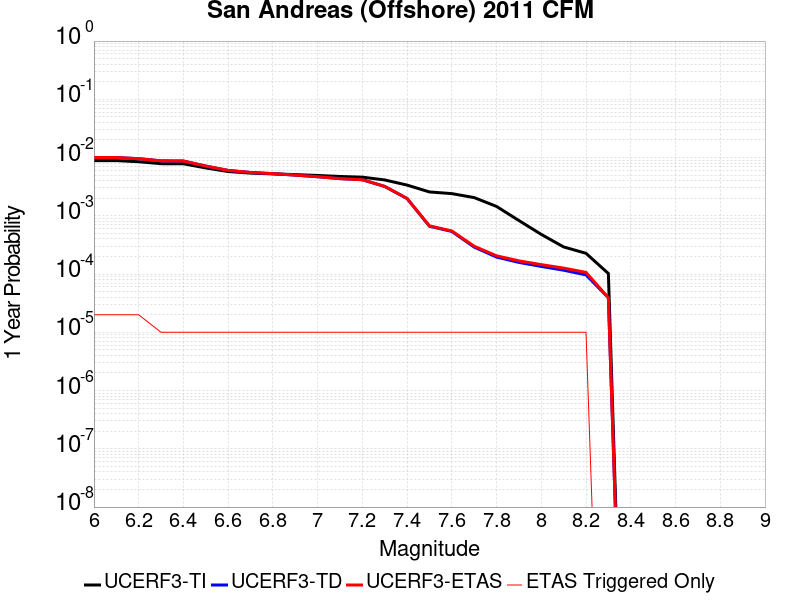 San Andreas (Offshore) 2011 CFM
10^0
10^-1
10^-2
10^-3
10^-4
10^-5
10^-6
10^-7
10^-8
1 Year Probability
6 6.2 6.4 6.6 6.8 7 7.2 7.4 7.6 7.8 8 8.2 8.4 8.6 8.8 9
Magnitude
UCERF3-TI UCERF3-TD UCERF3-ETAS ETAS Triggered Only